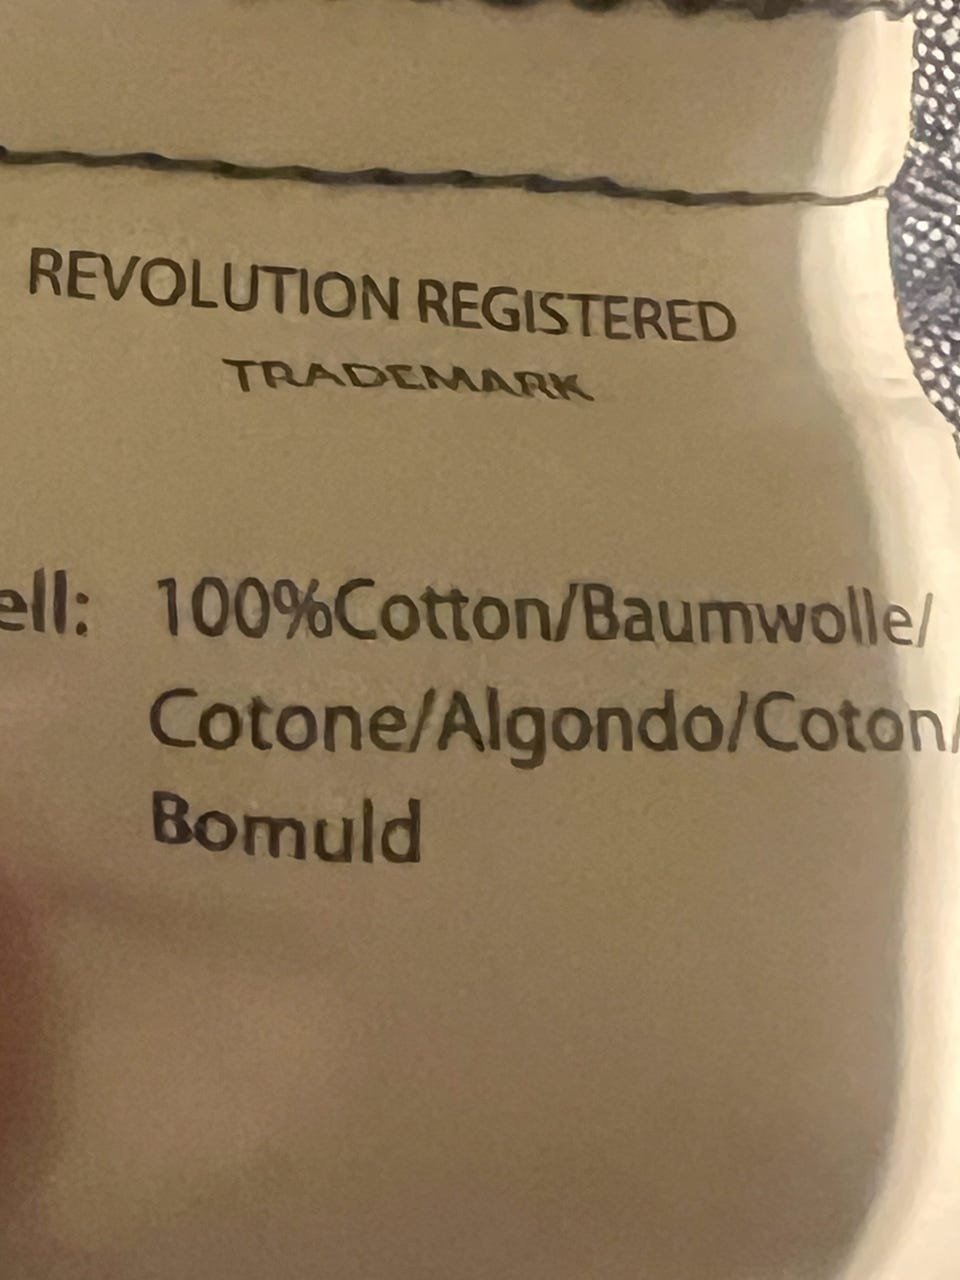 REVOLUTION REGISTERED
TRADEMARK
ell: 100%Cotton/Baumwolle/
Cotone/Algondo/Coton/
Bomuld